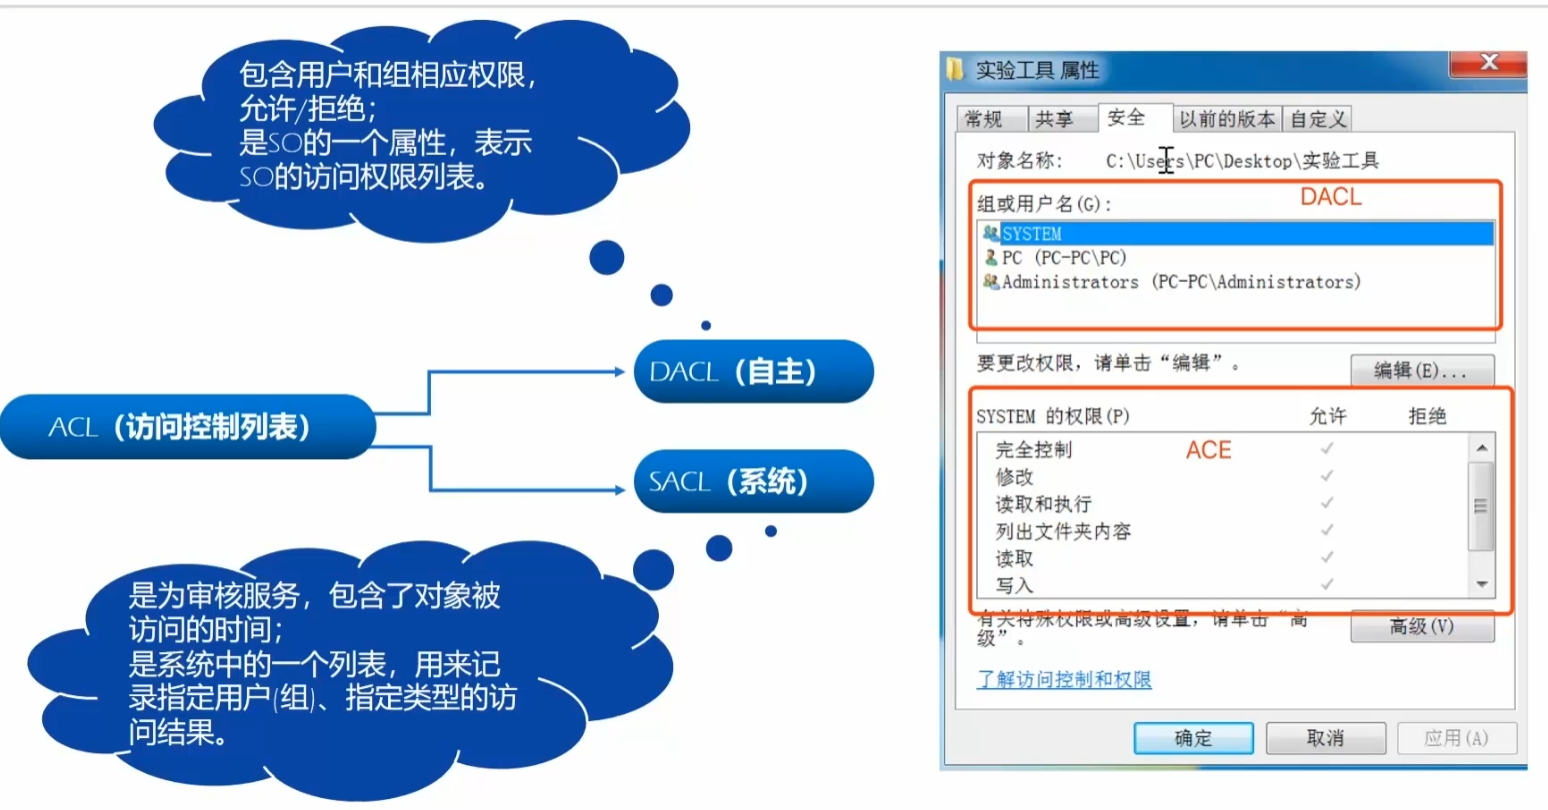 包含用户和组相应权限，
允许/拒绝；
是SO的一个属性，表示
SO的访问权限列表。
DACL（自主）
ACL（访问控制列表）
SACL（系统）
是为审核服务，包含了对象被
访问的时间；
是系统中的一个列表，用来记
录指定用户(组)、指定类型的访
问结果。
实验工具 属性
常规 共享 安全 以前的版本 自定义
对象名称: C:\Users\PC\Desktop\实验工具
DACL
组或用户名(G):
SYSTEM
PC (PC-PC\PC)
Administrators (PC-PC\Administrators)
要更改权限，请单击“编辑”。
编辑(E)...
SYSTEM 的权限(P) 允许 拒绝
ACE
完全控制
修改
读取和执行
列出文件夹内容
读取
写入
有关特殊权限或高级设置，请单击“高
级”。
高级(V)
了解访问控制和权限
确定 取消 应用(A)